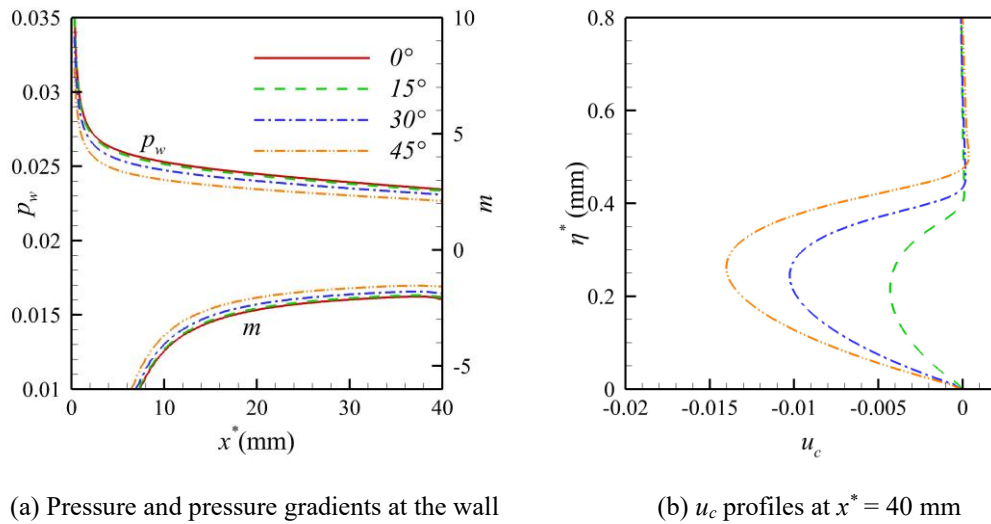 0.035
0.03
0.025
0.02
0.015
0.01
p_w
0 10 20 30 40
x*(mm)
10
5
0
-5
m
0°
15°
30°
45°
p_w
m
0.8
0.6
0.4
0.2
0
η* (mm)
-0.02 -0.015 -0.01 -0.005 0
u_c
(a) Pressure and pressure gradients at the wall
(b) u_c profiles at x* = 40 mm